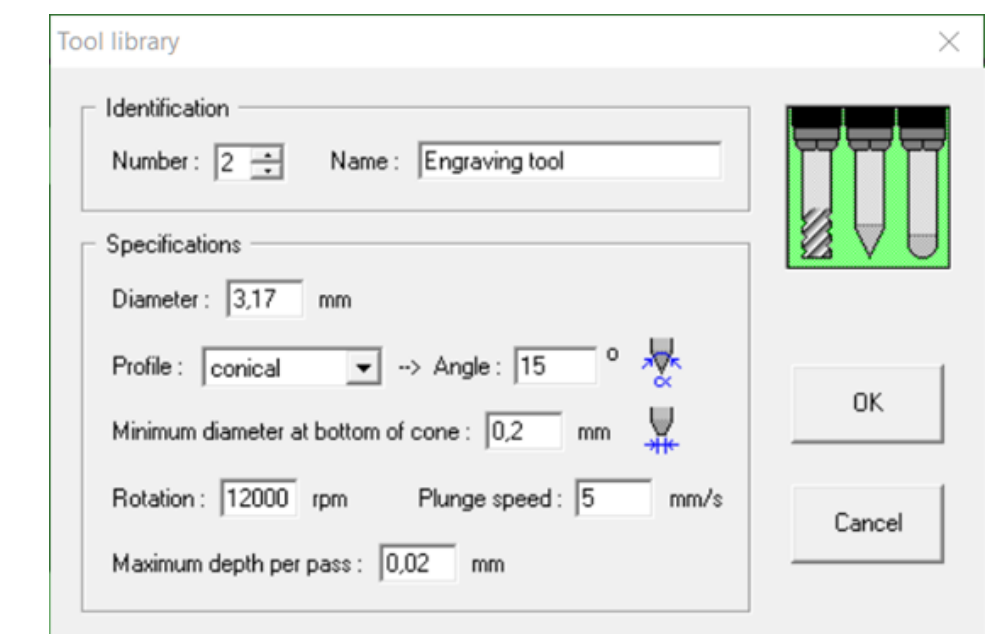 Tool library
Identification
Number : 2 Name : Engraving tool
Specifications
Diameter : 3,17 mm
Profile : conical --> Angle : 15 °
α
Minimum diameter at bottom of cone : 0,2 mm
Rotation : 12000 rpm Plunge speed : 5 mm/s
Maximum depth per pass : 0,02 mm
OK
Cancel